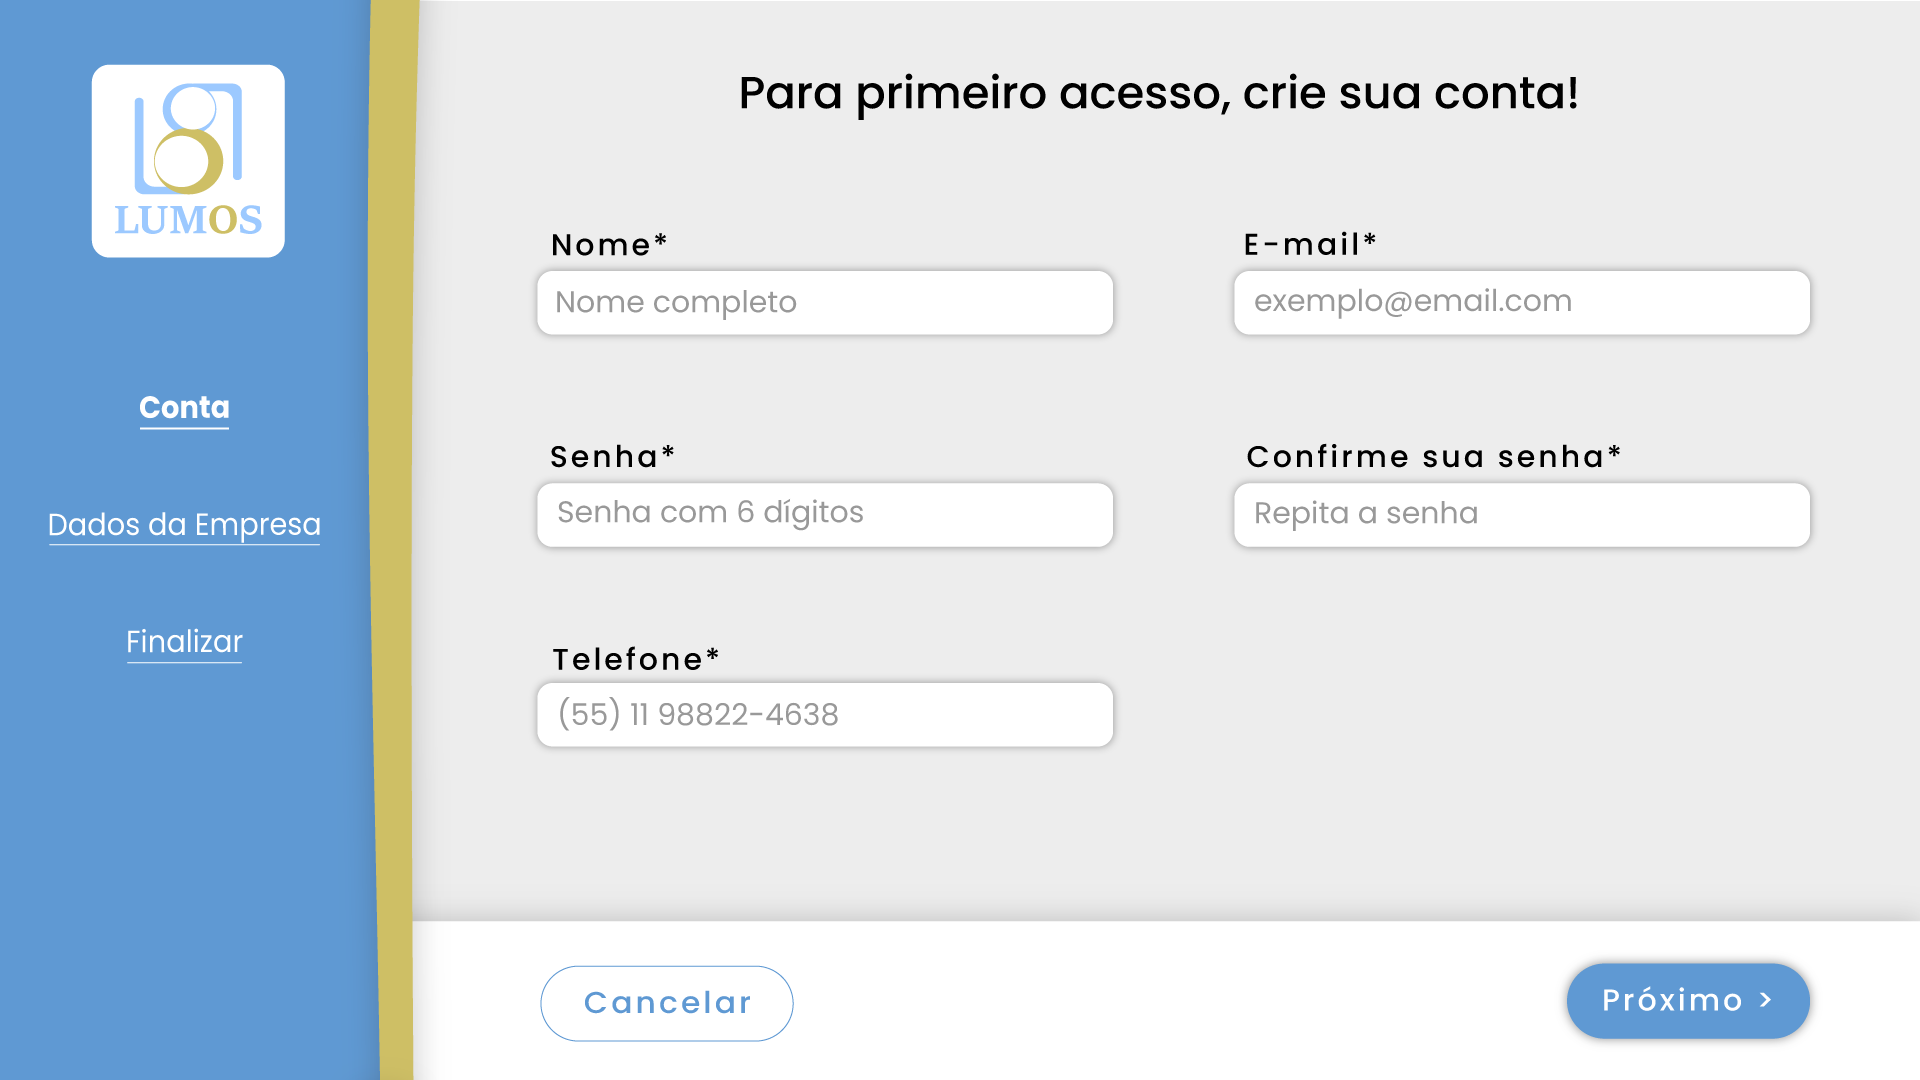 LUMOS
Conta
Dados da Empresa
Finalizar
Para primeiro acesso, crie sua conta!
Nome*
Nome completo
E-mail*
exemplo@email.com
Senha*
Senha com 6 dígitos
Confirme sua senha*
Repita a senha
Telefone*
(55) 11 98822-4638
Cancelar
Próximo >